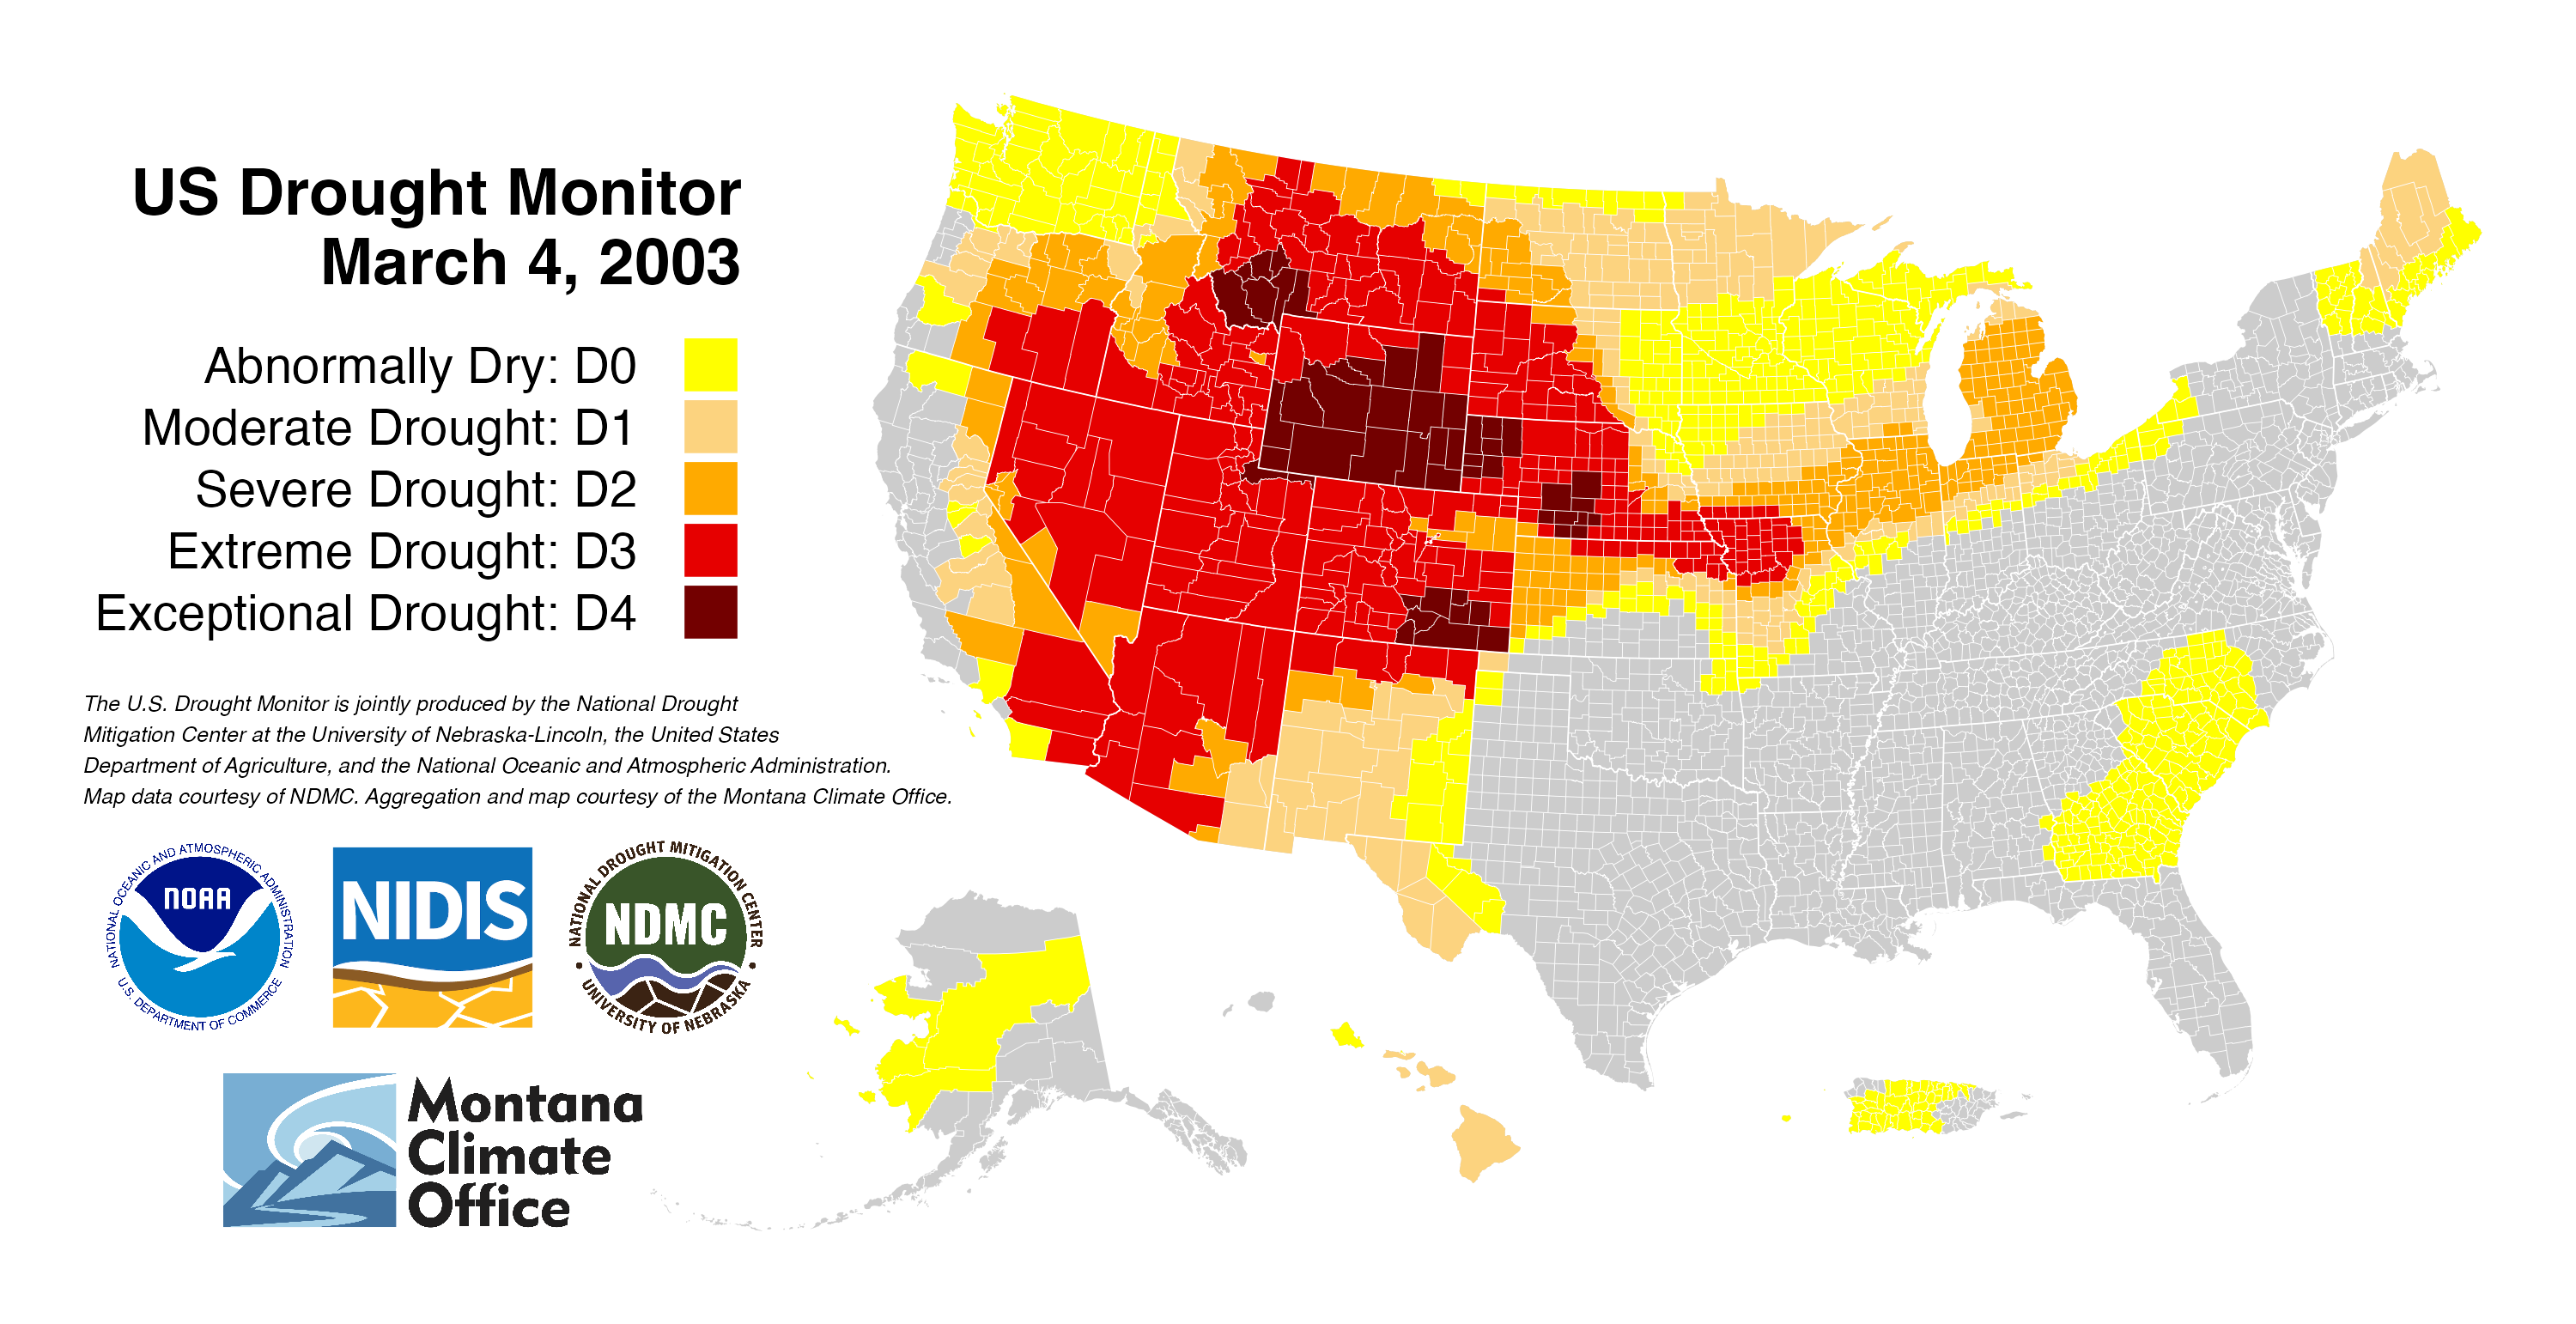 US Drought Monitor
March 4, 2003
Abnormally Dry: D0
Moderate Drought: D1
Severe Drought: D2
Extreme Drought: D3
Exceptional Drought: D4
The U.S. Drought Monitor is jointly produced by the National Drought
Mitigation Center at the University of Nebraska-Lincoln, the United States
Department of Agriculture, and the National Oceanic and Atmospheric Administration.
Map data courtesy of NDMC. Aggregation and map courtesy of the Montana Climate Office.
NATIONAL OCEANIC AND ATMOSPHERIC ADMINISTRATION
NOAA
U.S. DEPARTMENT OF COMMERCE
NIDIS
NATIONAL DROUGHT MITIGATION CENTER
NDMC
UNIVERSITY OF NEBRASKA
Montana
Climate
Office